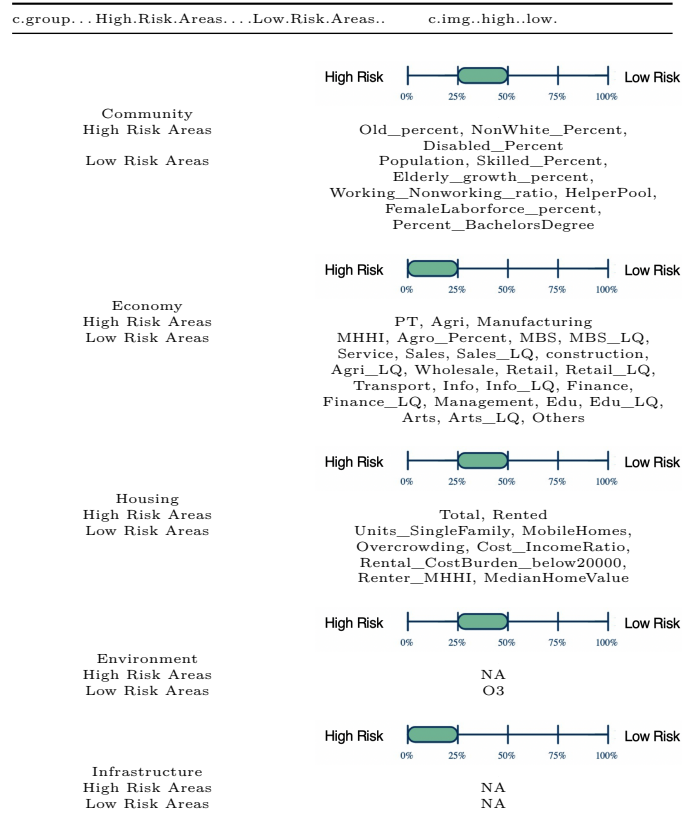 c.group...High.Risk.Areas....Low.Risk.Areas.. c.img..high..low.
High Risk Low Risk
0% 25% 50% 75% 100%
Community
High Risk Areas Old_percent, NonWhite_Percent,
Disabled_Percent
Low Risk Areas Population, Skilled_Percent,
Elderly_growth_percent,
Working_Nonworking_ratio, HelperPool,
FemaleLaborforce_percent,
Percent_BachelorsDegree
High Risk Low Risk
0% 25% 50% 75% 100%
Economy
High Risk Areas PT, Agri, Manufacturing
Low Risk Areas MHHI, Agro_Percent, MBS, MBS_LQ,
Service, Sales, Sales_LQ, construction,
Agri_LQ, Wholesale, Retail, Retail_LQ,
Transport, Info, Info_LQ, Finance,
Finance_LQ, Management, Edu, Edu_LQ,
Arts, Arts_LQ, Others
High Risk Low Risk
0% 25% 50% 75% 100%
Housing
High Risk Areas Total, Rented
Low Risk Areas Units_SingleFamily, MobileHomes,
Overcrowding, Cost_IncomeRatio,
Rental_CostBurden_below20000,
Renter_MHHI, MedianHomeValue
High Risk Low Risk
0% 25% 50% 75% 100%
Environment
High Risk Areas NA
Low Risk Areas O3
High Risk Low Risk
0% 25% 50% 75% 100%
Infrastructure
High Risk Areas NA
Low Risk Areas NA